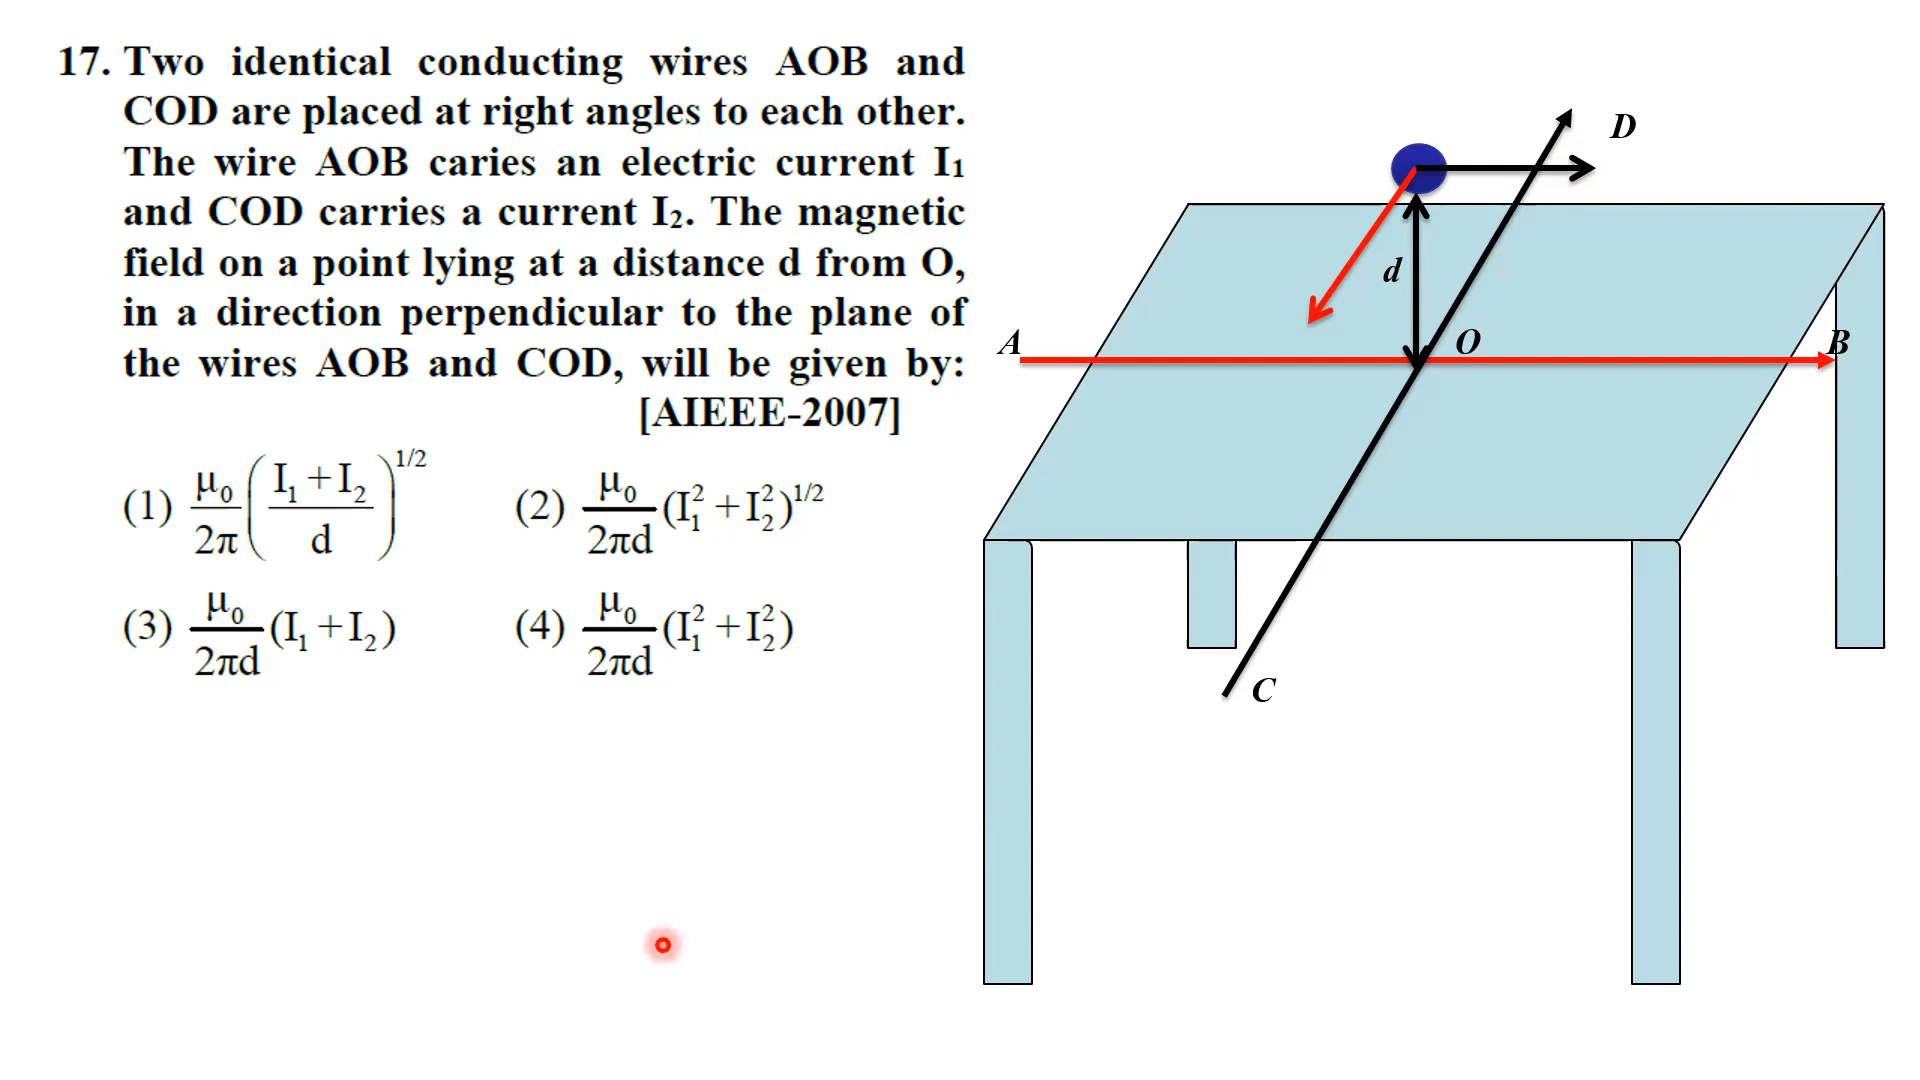 17. Two identical conducting wires AOB and
COD are placed at right angles to each other.
The wire AOB caries an electric current I₁
and COD carries a current I₂. The magnetic
field on a point lying at a distance d from O,
in a direction perpendicular to the plane of
the wires AOB and COD, will be given by:
[AIEEE-2007]
(1) μ₀/2π ((I₁+I₂)/d)^1/2 (2) μ₀/2πd (I₁²+I₂²)^1/2
(3) μ₀/2πd (I₁+I₂) (4) μ₀/2πd (I₁²+I₂²)
D
d
A
O
B
C